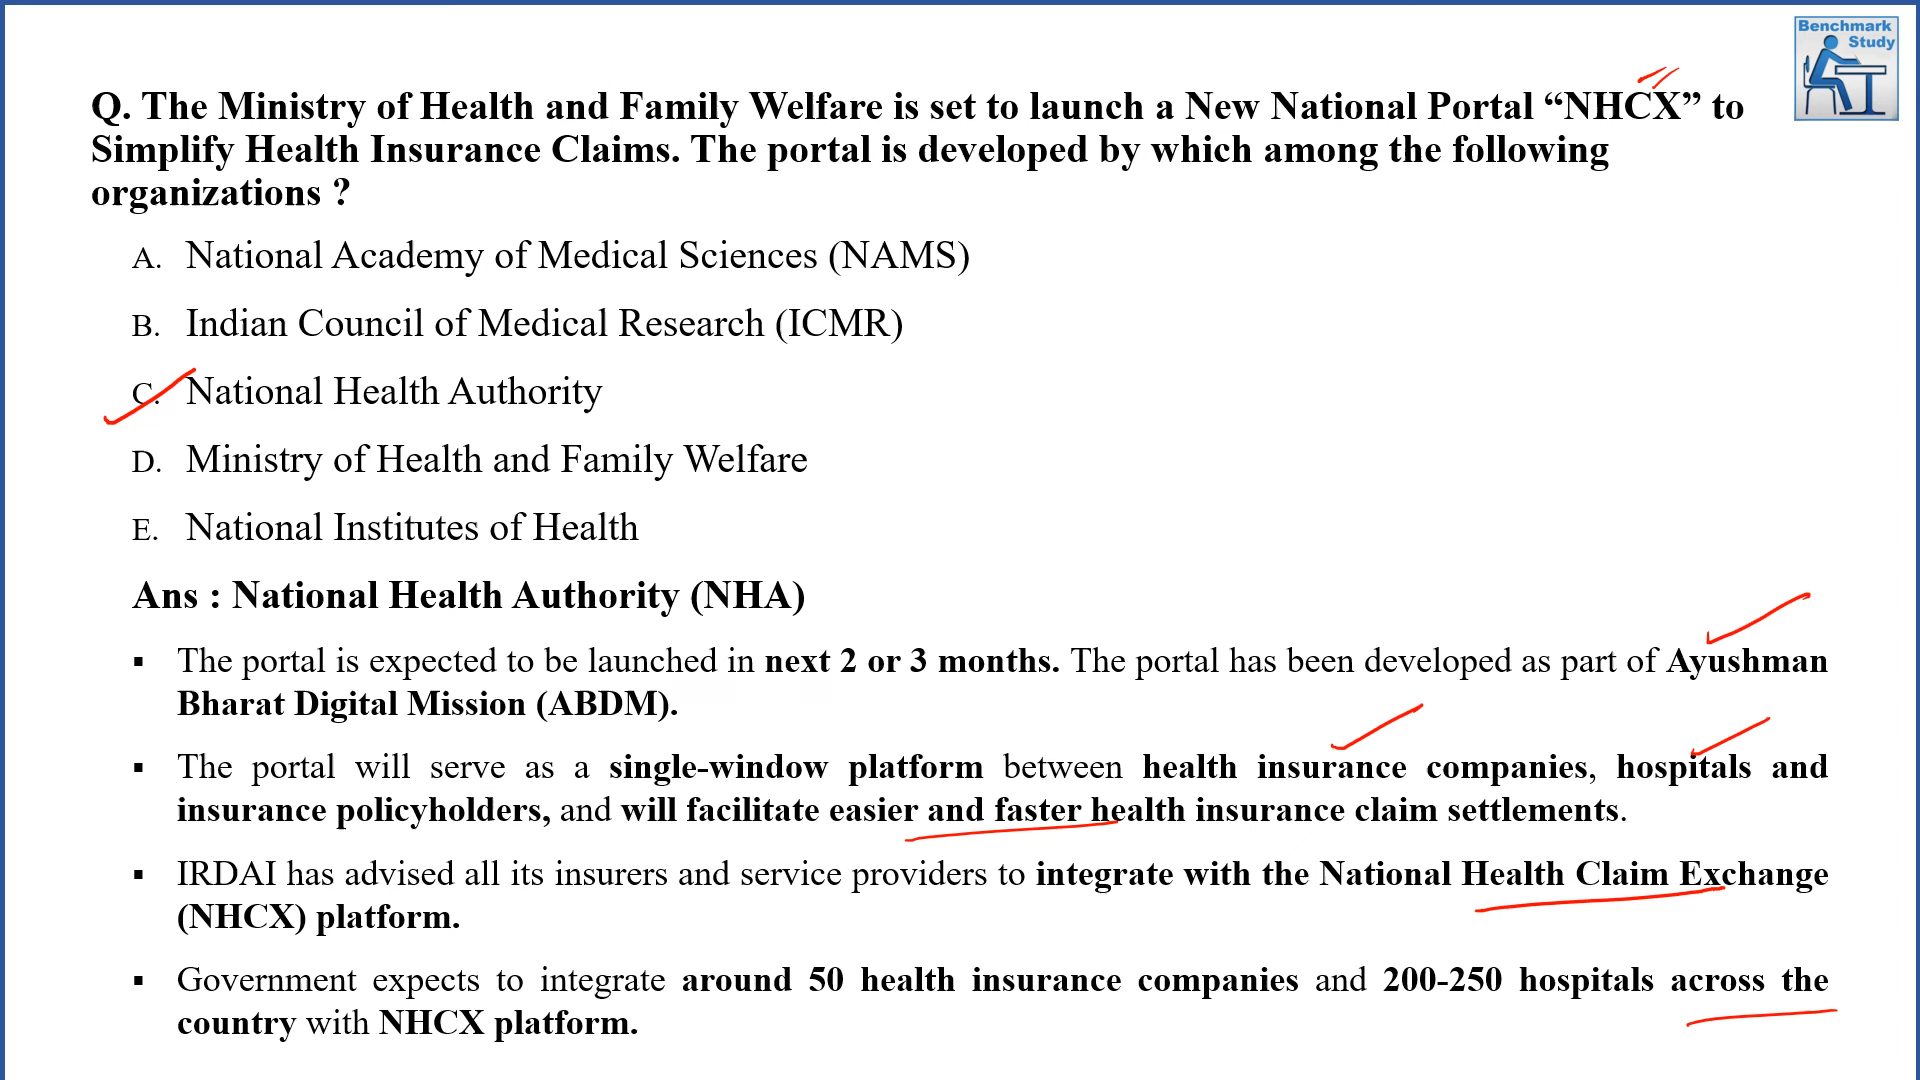 Benchmark
Study
Q. The Ministry of Health and Family Welfare is set to launch a New National Portal “NHCX” to
Simplify Health Insurance Claims. The portal is developed by which among the following
organizations ?
A. National Academy of Medical Sciences (NAMS)
B. Indian Council of Medical Research (ICMR)
C. National Health Authority
D. Ministry of Health and Family Welfare
E. National Institutes of Health
Ans : National Health Authority (NHA)
▪ The portal is expected to be launched in next 2 or 3 months. The portal has been developed as part of Ayushman
Bharat Digital Mission (ABDM).
▪ The portal will serve as a single-window platform between health insurance companies, hospitals and
insurance policyholders, and will facilitate easier and faster health insurance claim settlements.
▪ IRDAI has advised all its insurers and service providers to integrate with the National Health Claim Exchange
(NHCX) platform.
▪ Government expects to integrate around 50 health insurance companies and 200-250 hospitals across the
country with NHCX platform.